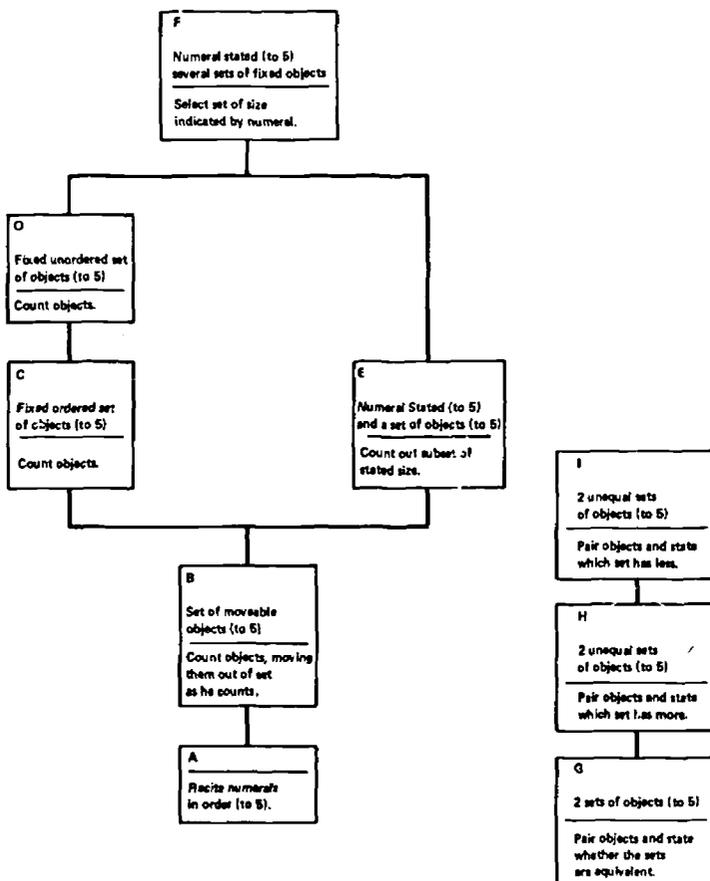 F
Numeral stated (to 5)
several sets of fixed objects
Select set of size
indicated by numeral.
D
Fixed unordered set
of objects (to 5)
Count objects.
C
Fixed ordered set
of objects (to 5)
Count objects.
E
Numeral Stated (to 5)
and a set of objects (to 5)
Count out subset of
stated size.
B
Set of moveable
objects (to 5)
Count objects, moving
them out of set
as he counts.
A
Recite numerals
in order (to 5).
I
2 unequal sets
of objects (to 5)
Pair objects and state
which set has less.
H
2 unequal sets
of objects (to 5)
Pair objects and state
which set has more.
G
2 sets of objects (to 5)
Pair objects and state
whether the sets
are equivalent.